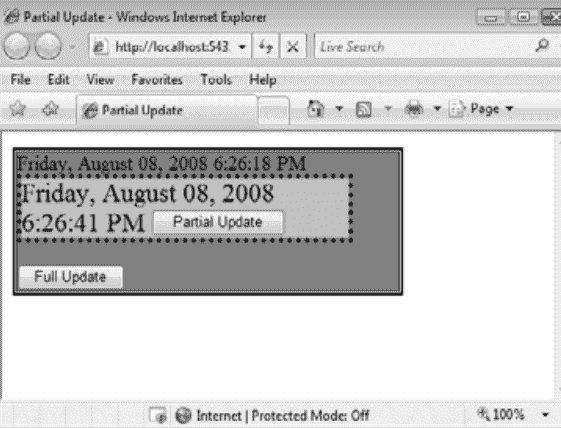 Partial Update - Windows Internet Explorer
http://localhost:543 Live Search
File Edit View Favorites Tools Help
Partial Update Page
Friday, August 08, 2008 6:26:18 PM
Friday, August 08, 2008
6:26:41 PM Partial Update
Full Update
Internet | Protected Mode: Off 100%